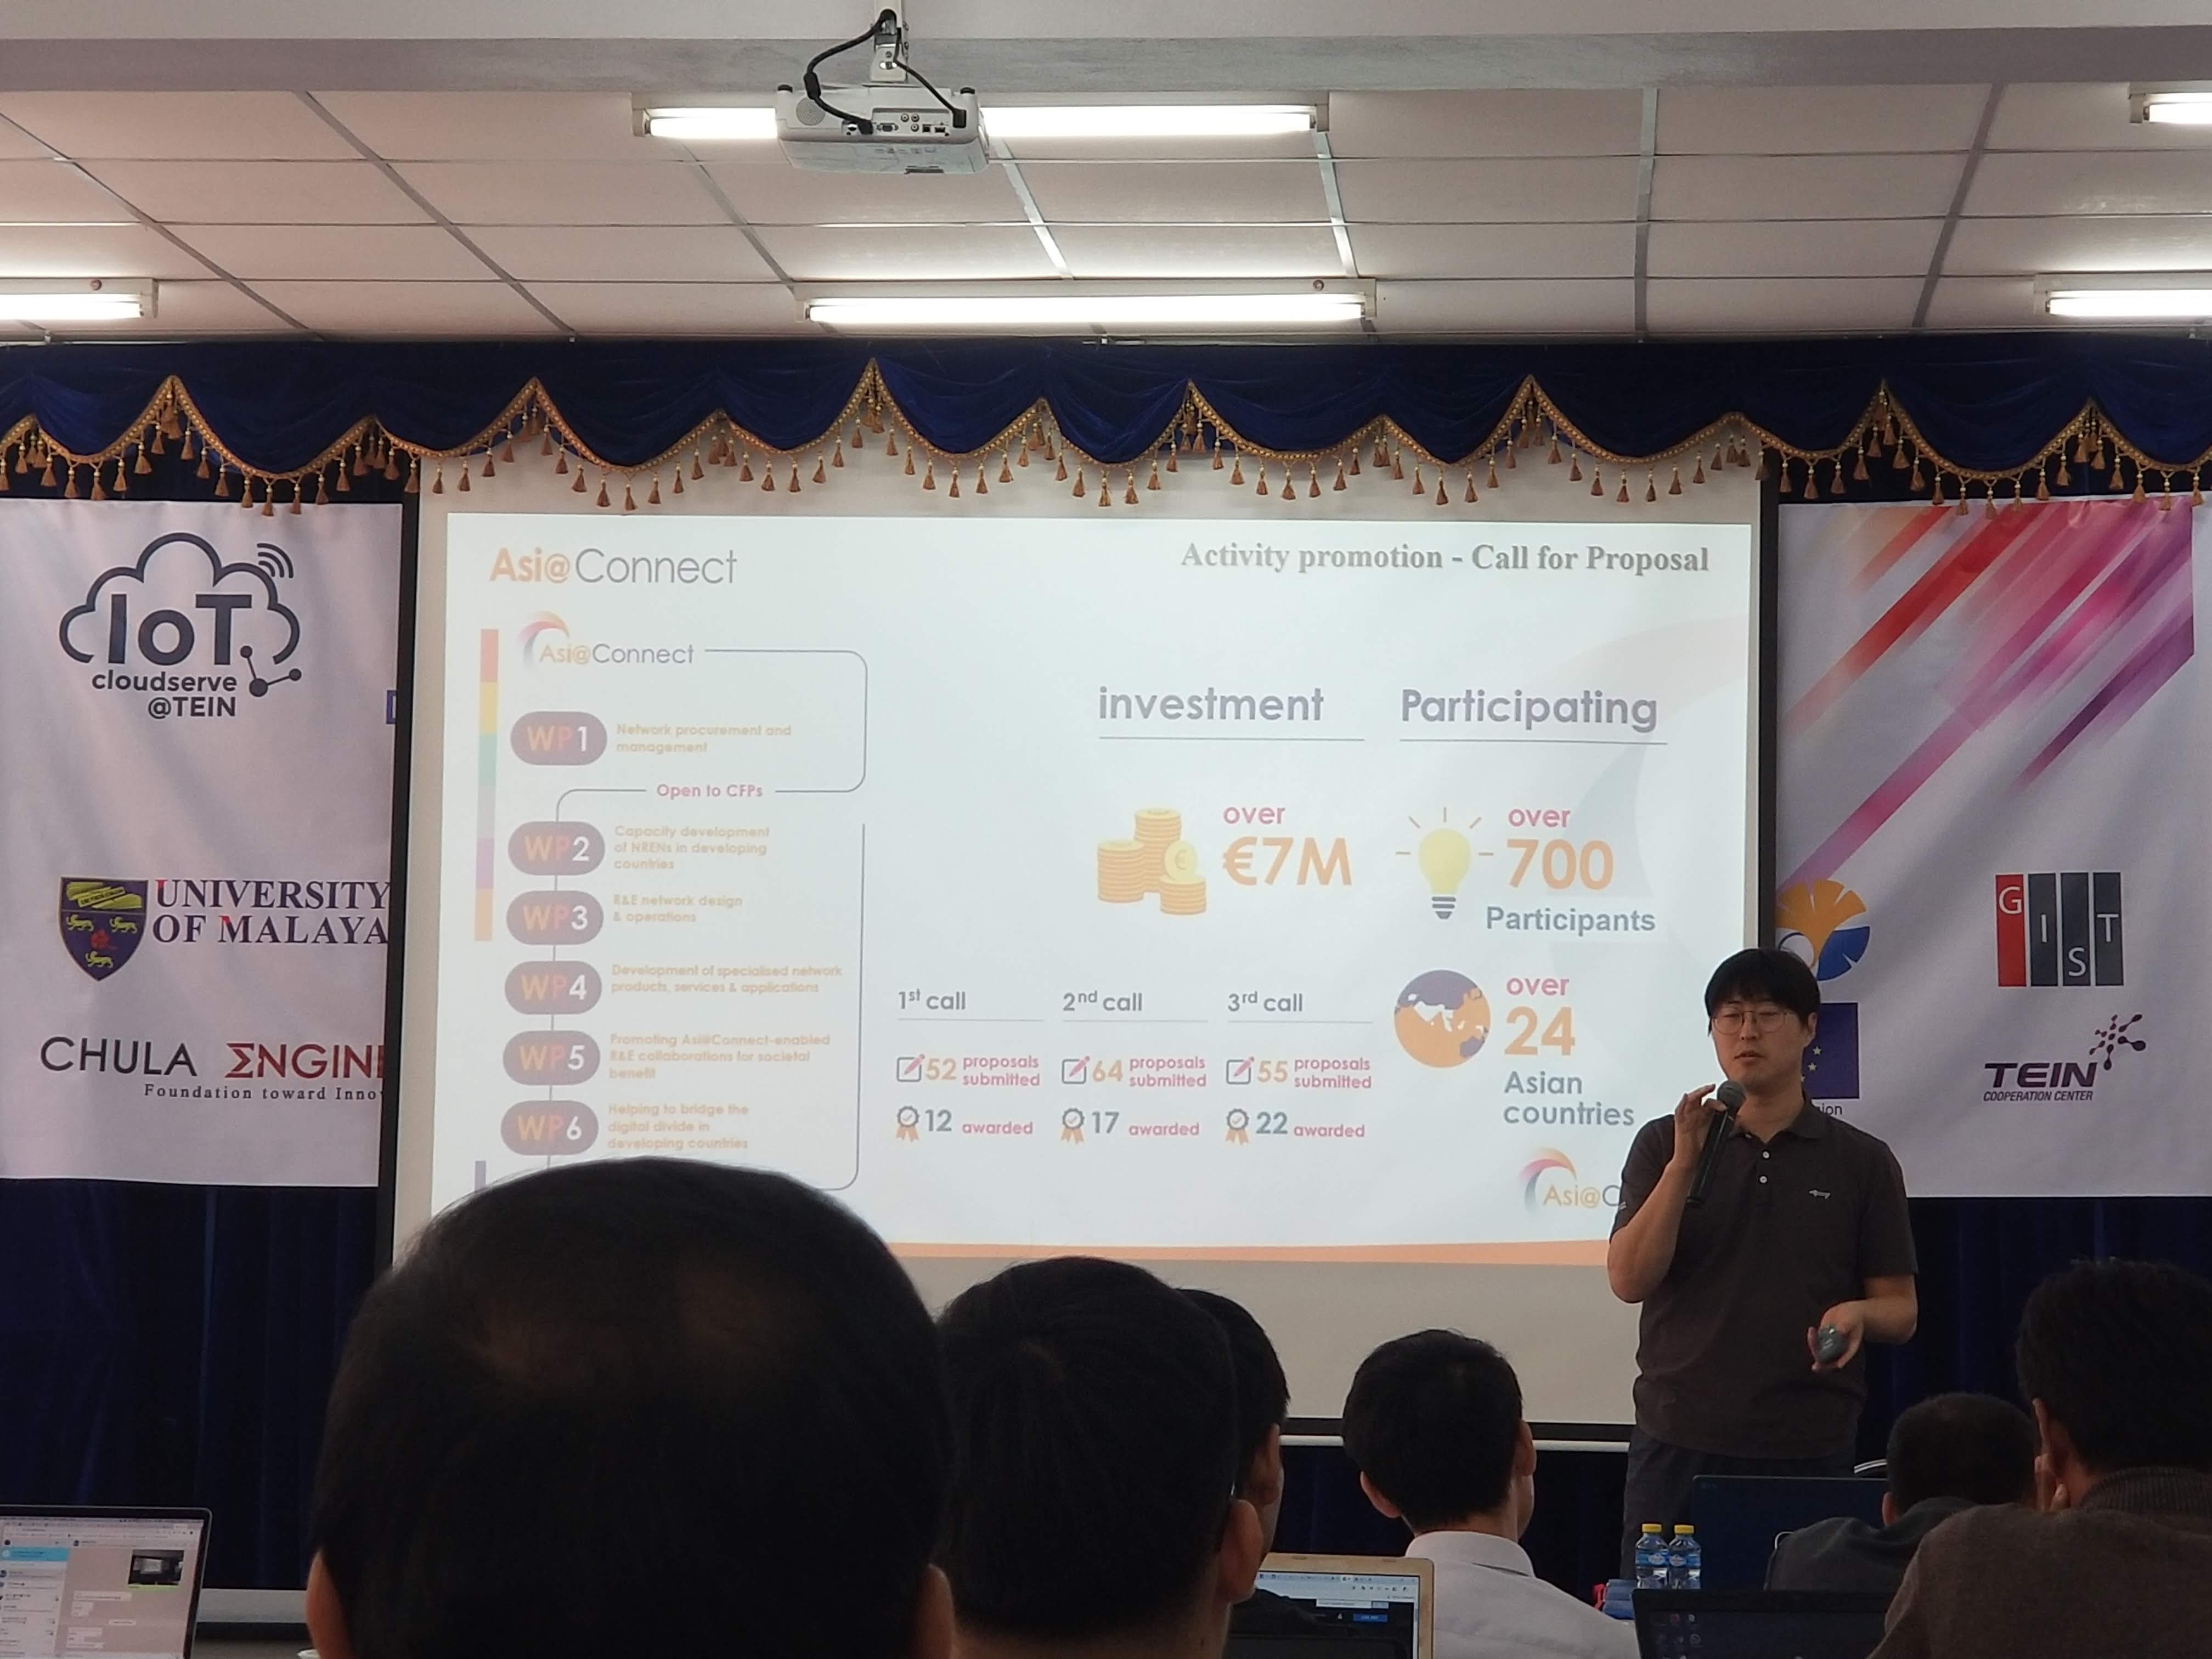 IoT
cloudserve
@TEIN
UNIVERSITY
OF MALAYA
CHULA ΣNGIN
Foundation toward Inno
Asi@Connect
Activity promotion - Call for Proposal
Asi@Connect
WP1
Network procurement and
management
Open to CFPs
WP2
Capacity development
of NRENs in developing
countries
WP3
R&E network design
& operations
WP4
Development of specialised network
products, services & applications
WP5
Promoting Asi@Connect-enabled
R&E collaborations for societal
benefit
WP6
Helping to bridge the
digital divide in
developing countries
investment
over
€7M
Participating
over
700
Participants
over
24
Asian
countries
1st call
52 proposals
submitted
12 awarded
2nd call
64 proposals
submitted
17 awarded
3rd call
55 proposals
submitted
22 awarded
Asi@C
GIST
TEIN
COOPERATION CENTER